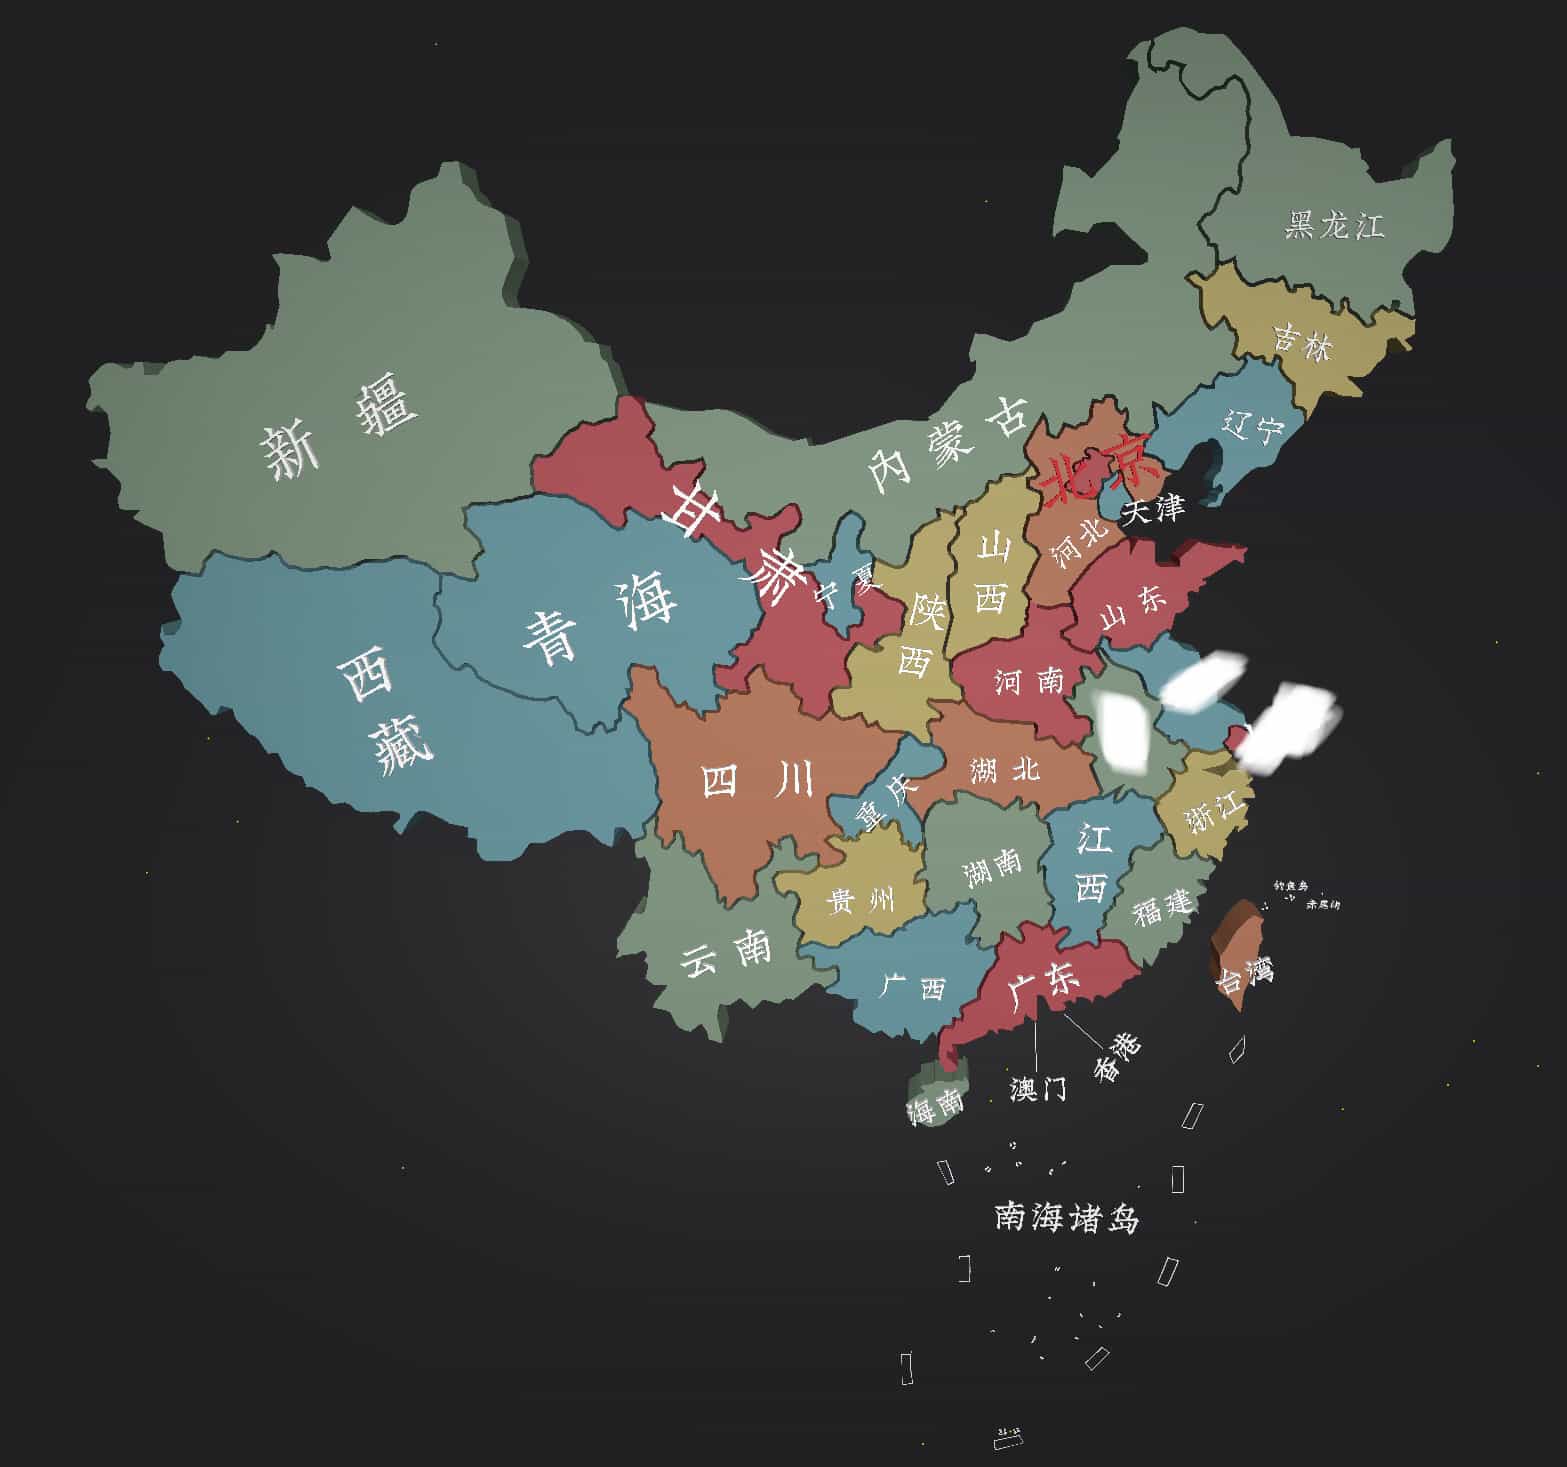 黑龙江
吉林
辽宁
新疆
内蒙古
北京
天津
河北
甘肃
山西
宁夏
陕西
山东
青海
西藏
河南
四川
湖北
重庆
浙江
江西
湖南
贵州
福建
钓鱼岛
赤尾屿
云南
广西
广东
台湾
香港
澳门
海南
南海诸岛